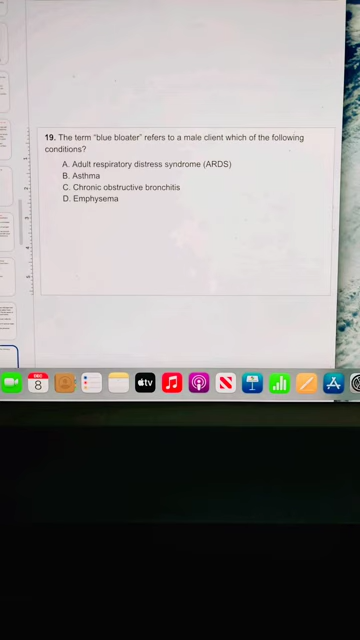 19. The term "blue bloater" refers to a male client which of the following
conditions?
A. Adult respiratory distress syndrome (ARDS)
B. Asthma
C. Chronic obstructive bronchitis
D. Emphysema
DEC
8
tv